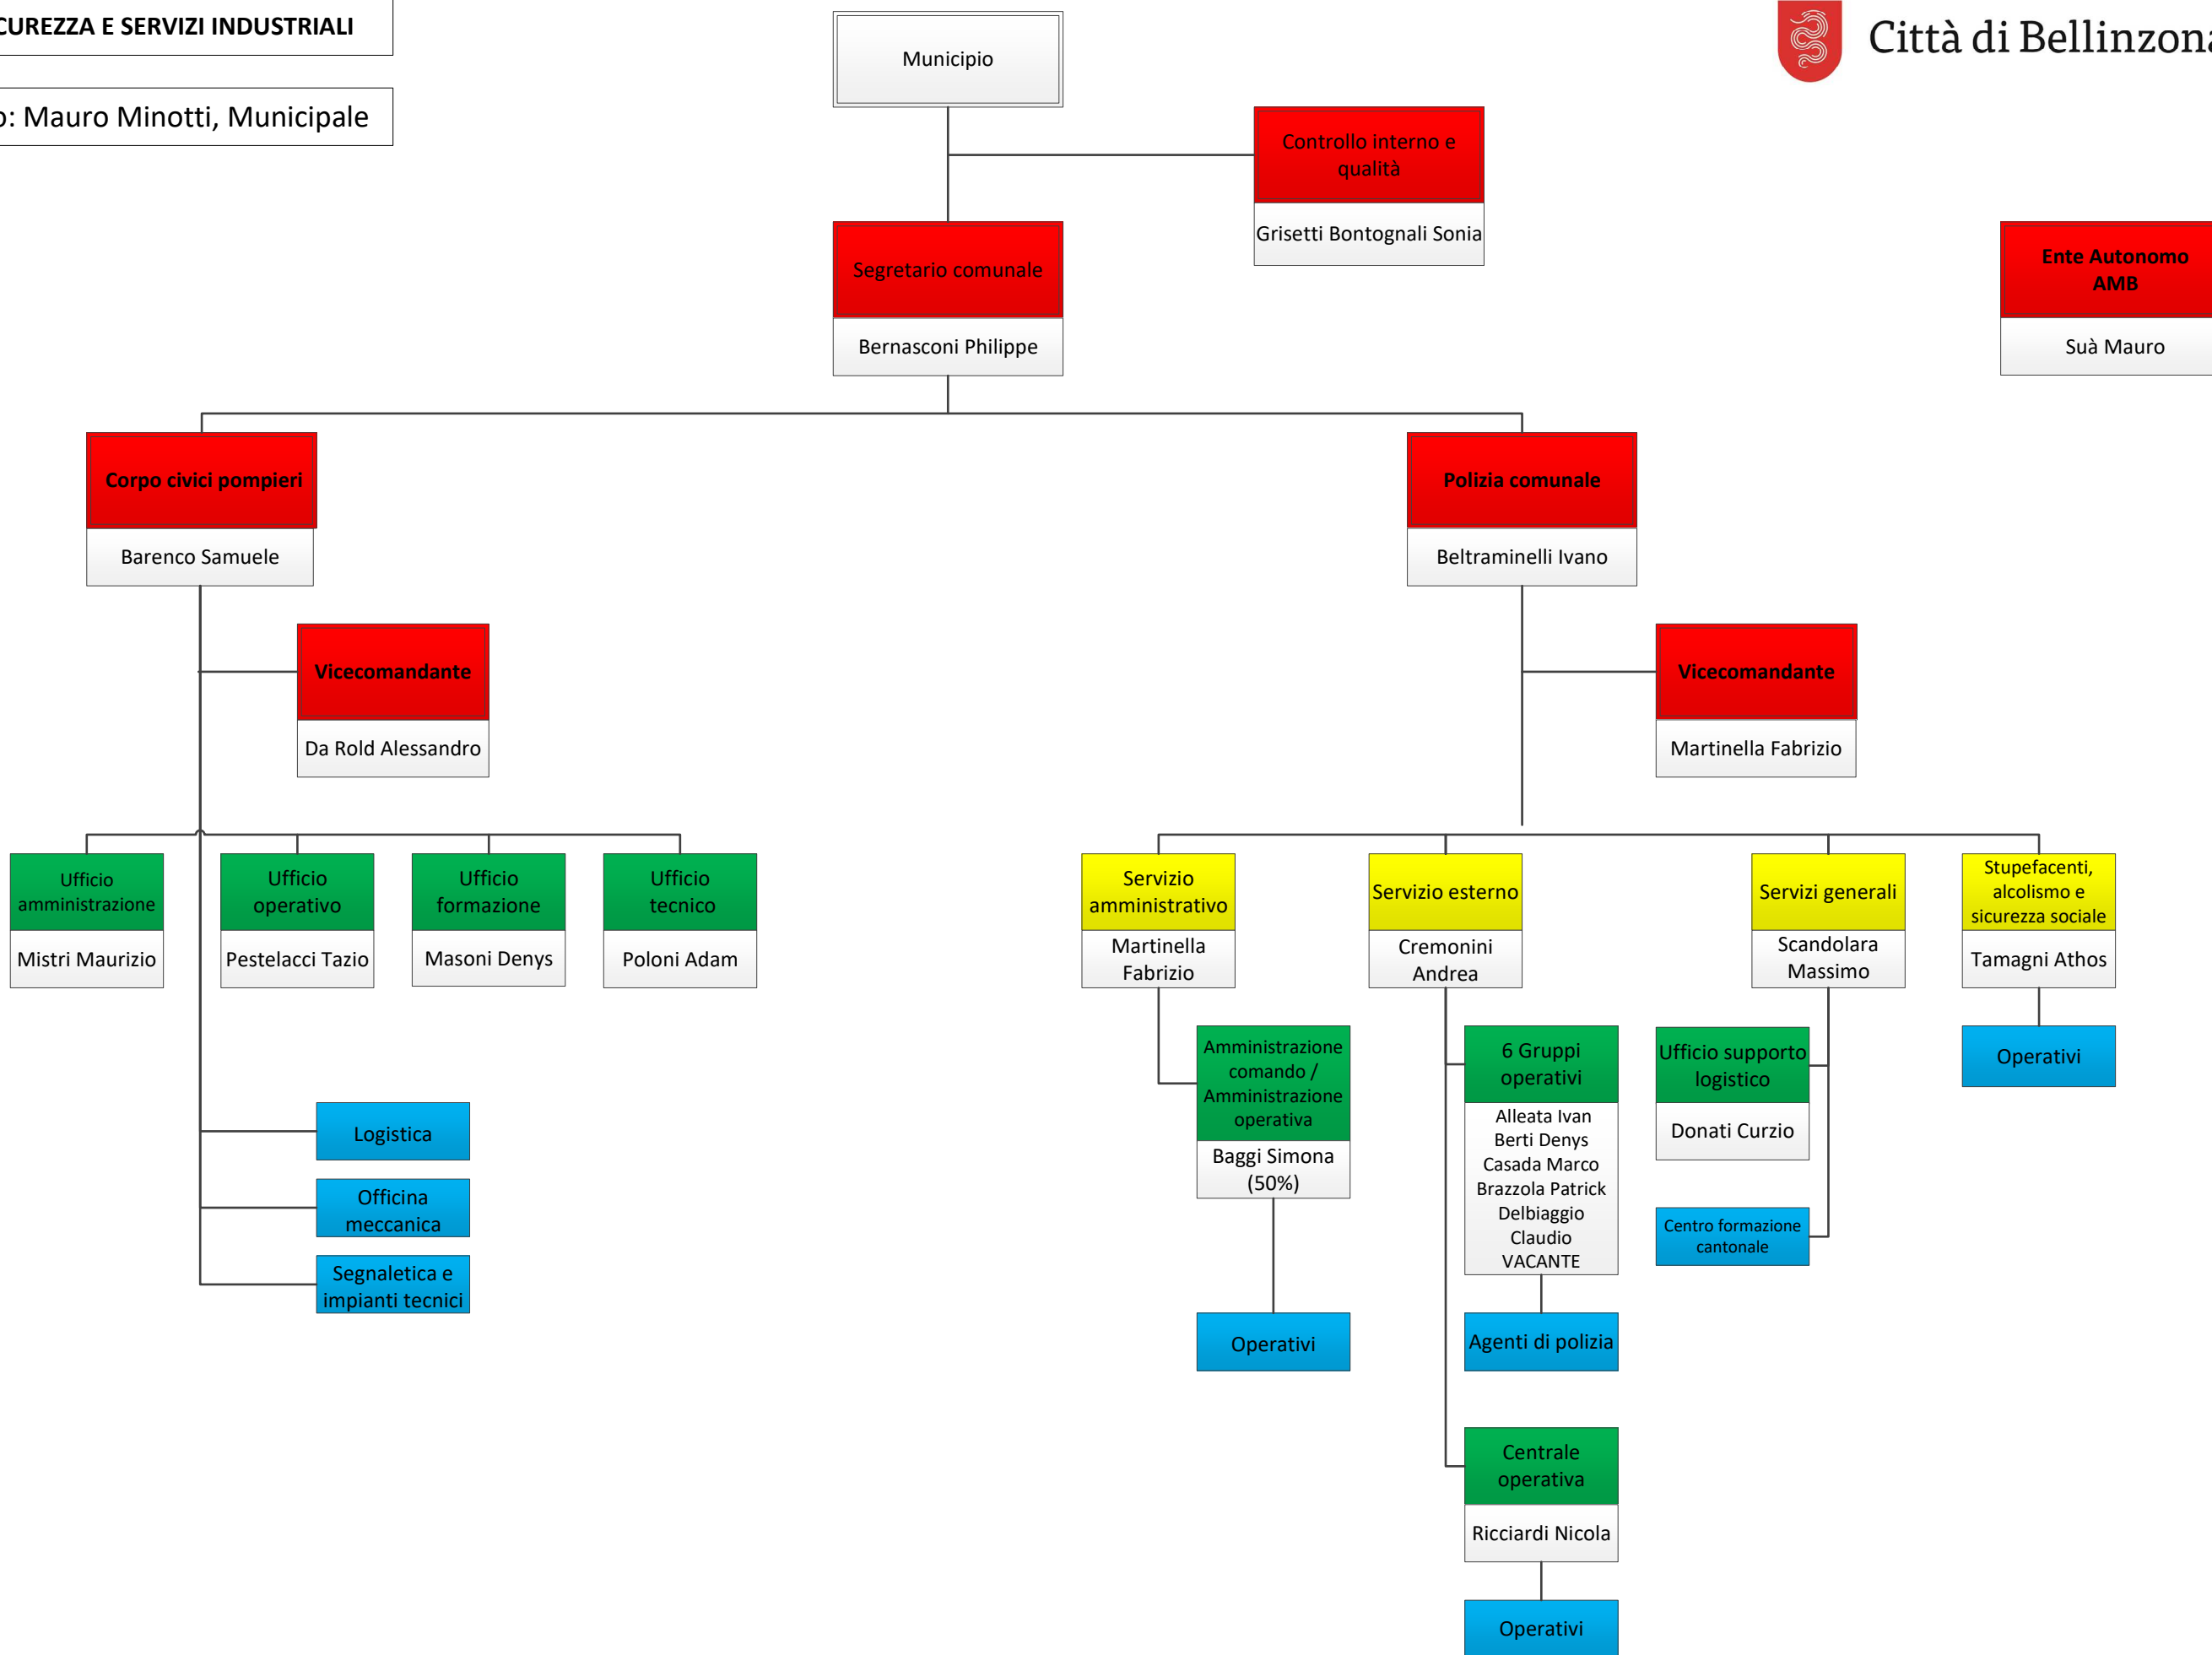 CUREZZA E SERVIZI INDUSTRIALI
: Mauro Minotti, Municipale
Città di Bellinzona
Municipio
Controllo interno e
qualità
Grisetti Bontognali Sonia
Segretario comunale
Bernasconi Philippe
Ente Autonomo
AMB
Suà Mauro
Corpo civici pompieri
Barenco Samuele
Polizia comunale
Beltraminelli Ivano
Vicecomandante
Da Rold Alessandro
Vicecomandante
Martinella Fabrizio
Ufficio
amministrazione
Mistri Maurizio
Ufficio
operativo
Pestelacci Tazio
Ufficio
formazione
Masoni Denys
Ufficio
tecnico
Poloni Adam
Servizio
amministrativo
Martinella
Fabrizio
Servizio esterno
Cremonini
Andrea
Servizi generali
Scandolara
Massimo
Stupefacenti,
alcolismo e
sicurezza sociale
Tamagni Athos
Logistica
Officina
meccanica
Segnaletica e
impianti tecnici
Amministrazione
comando /
Amministrazione
operativa
Baggi Simona
(50%)
Operativi
6 Gruppi
operativi
Alleata Ivan
Berti Denys
Casada Marco
Brazzola Patrick
Delbiaggio
Claudio
VACANTE
Agenti di polizia
Centrale
operativa
Ricciardi Nicola
Operativi
Ufficio supporto
logistico
Donati Curzio
Centro formazione
cantonale
Operativi